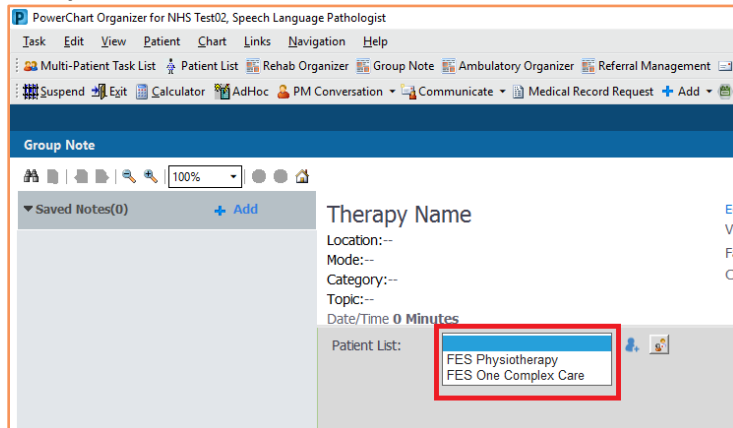 PowerChart Organizer for NHS Test02, Speech Language Pathologist
Task Edit View Patient Chart Links Navigation Help
Multi-Patient Task List Patient List Rehab Organizer Group Note Ambulatory Organizer Referral Management
Suspend Exit Calculator AdHoc PM Conversation Communicate Medical Record Request Add
Group Note
100%
Saved Notes(0) Add
Therapy Name
Location:--
Mode:--
Category:--
Topic:--
Date/Time 0 Minutes
Patient List:
FES Physiotherapy
FES One Complex Care